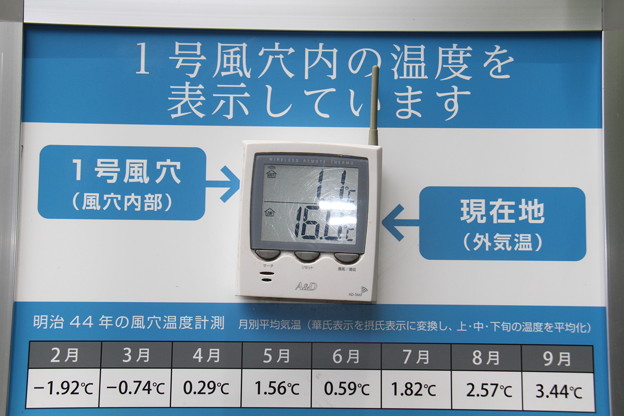 1号風穴内の温度を
表示しています
1号風穴
(風穴内部)
WIRELESS REMOTE THERMO
1.1℃
16.0℃
現在地
(外気温)
A&D
明治44年の風穴温度計測 月別平均気温(華氏表示を摂氏表示に変換し、上・中・下旬の温度を平均化)
2月 3月 4月 5月 6月 7月 8月 9月
−1.92℃ −0.74℃ 0.29℃ 1.56℃ 0.59℃ 1.82℃ 2.57℃ 3.44℃